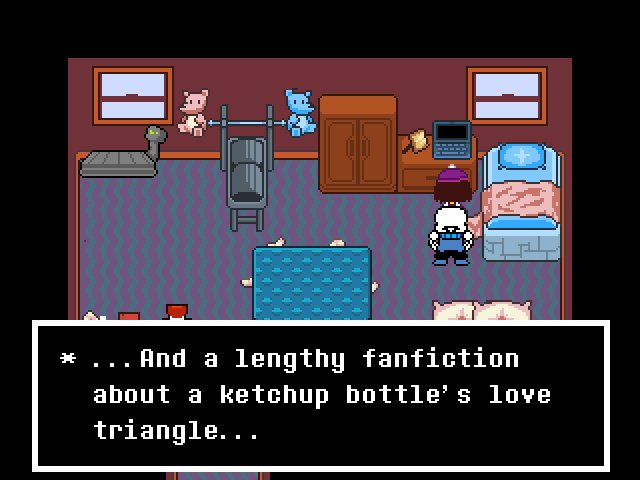 * ...And a lengthy fanfiction
about a ketchup bottle's love
triangle...